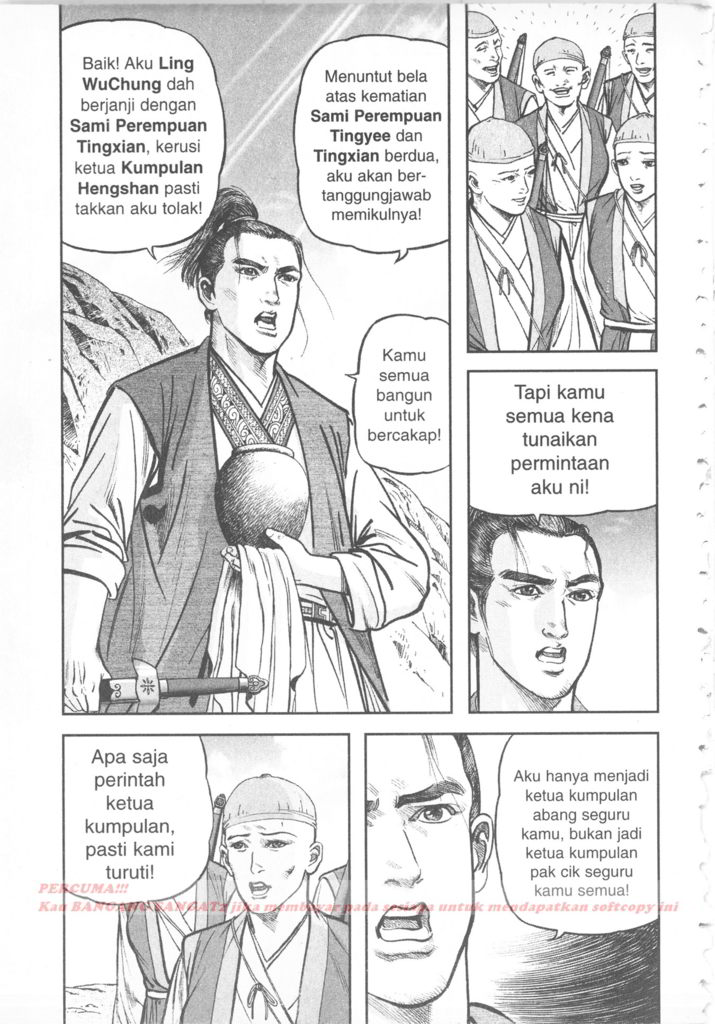 Baik! Aku Ling
WuChung dah
berjanji dengan
Sami Perempuan
Tingxian, kerusi
ketua Kumpulan
Hengshan pasti
takkan aku tolak!
Menuntut bela
atas kematian
Sami Perempuan
Tingyee dan
Tingxian berdua,
aku akan ber-
tanggungjawab
memikulnya!
Kamu
semua
bangun
untuk
bercakap!
Tapi kamu
semua kena
tunaikan
permintaan
aku ni!
Apa saja
perintah
ketua
kumpulan,
pasti kami
turuti!
Aku hanya menjadi
ketua kumpulan
abang seguru
kamu, bukan jadi
ketua kumpulan
pak cik seguru
kamu semua!
PERCUMA!!!
Kau jika membayar pada sesiapa untuk mendapatkan softcopy ini